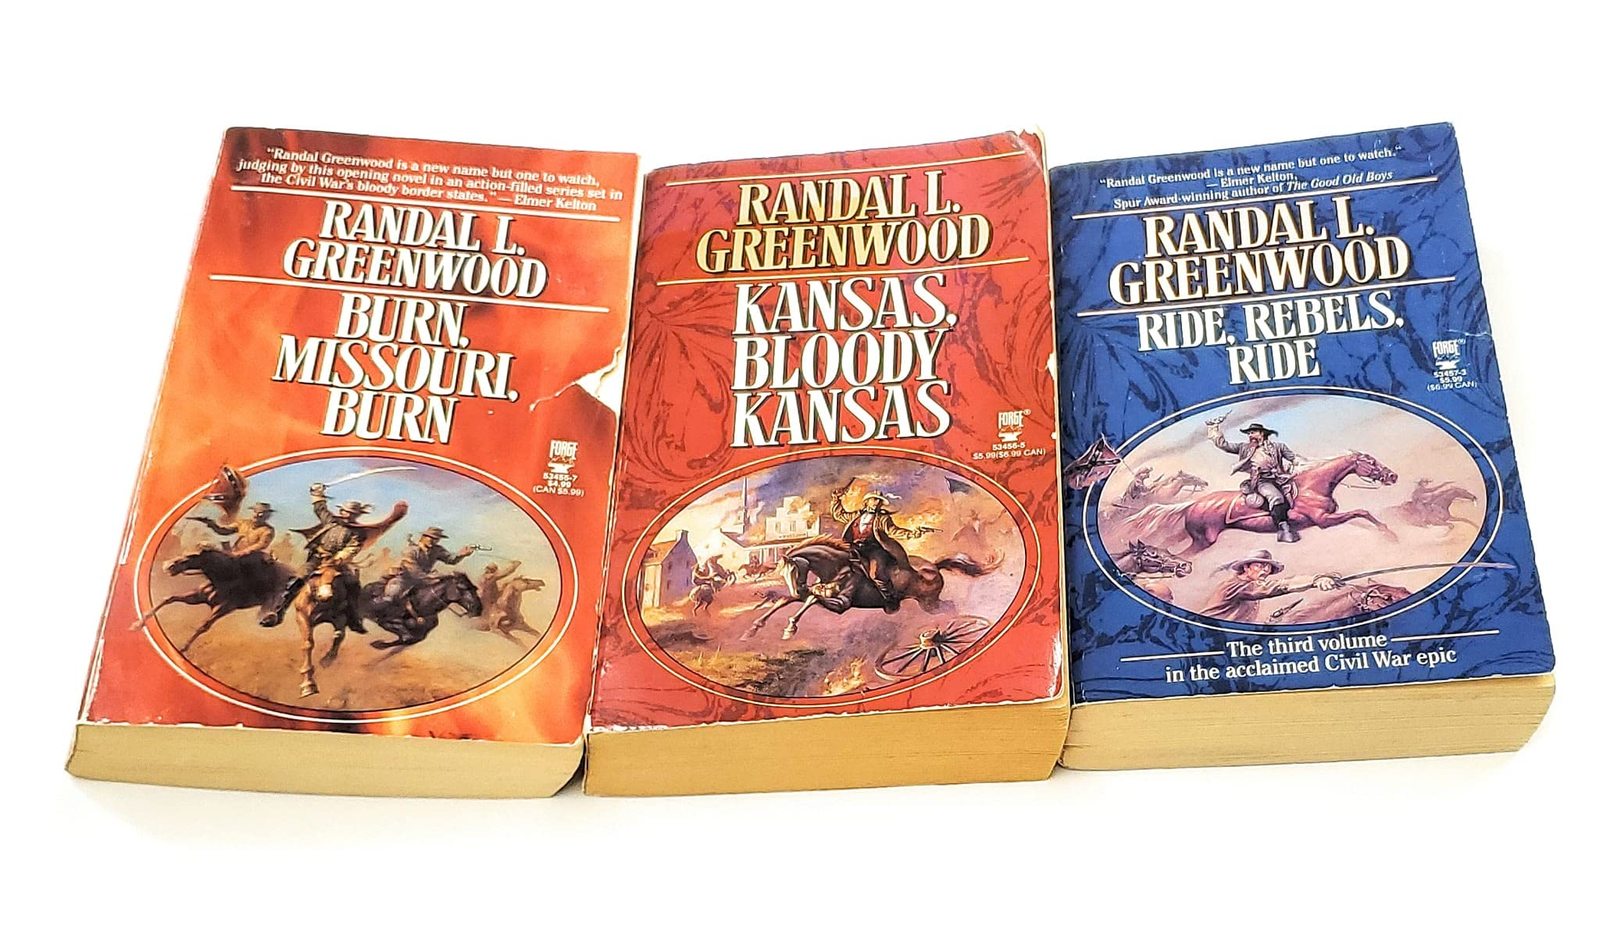 "Randal Greenwood is a new name but one to watch,
judging by this opening novel in an action-filled series set in
the Civil War's bloody border states." — Elmer Kelton
RANDAL L.
GREENWOOD
BURN,
MISSOURI,
BURN
FORGE
53455-7
$4.99
(CAN $5.99)
RANDAL L.
GREENWOOD
KANSAS,
BLOODY
KANSAS
FORGE®
53456-5
$5.99 ($6.99 CAN)
"Randal Greenwood is a new name but one to watch."
— Elmer Kelton,
Spur Award-winning author of The Good Old Boys
RANDAL L.
GREENWOOD
RIDE, REBELS,
RIDE
FORGE®
53457-3
$5.99
($6.99 CAN)
The third volume
in the acclaimed Civil War epic